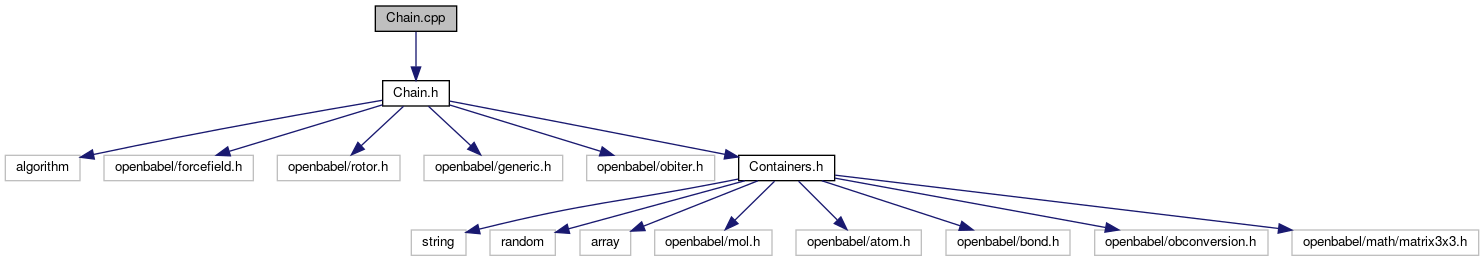 Chain.cpp
Chain.h
algorithm
openbabel/forcefield.h
openbabel/rotor.h
openbabel/generic.h
openbabel/obiter.h
Containers.h
string
random
array
openbabel/mol.h
openbabel/atom.h
openbabel/bond.h
openbabel/obconversion.h
openbabel/math/matrix3x3.h